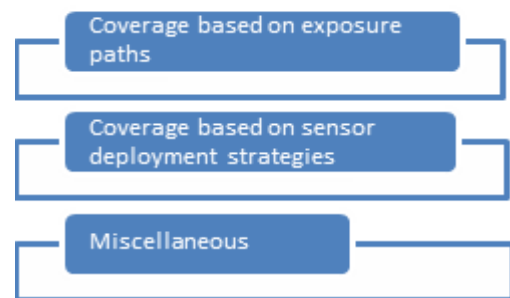 Coverage based on exposure
paths
Coverage based on sensor
deployment strategies
Miscellaneous